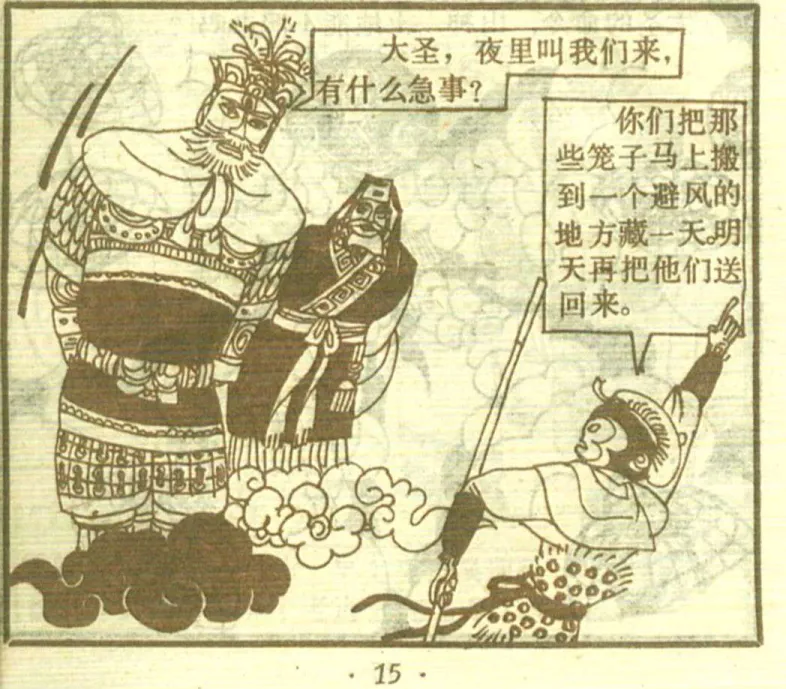 大圣，夜里叫我们来，
有什么急事？
你们把那
些笼子马上搬
到一个避风的
地方藏一天。明
天再把他们送
回来。
· 15 ·